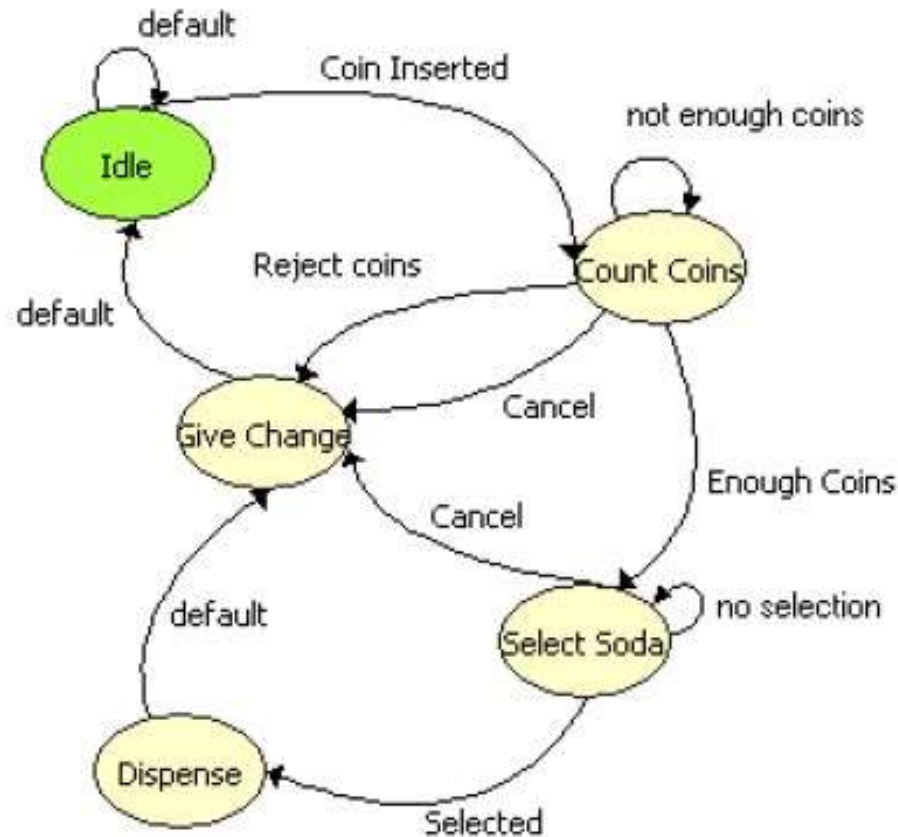 default
Coin Inserted
not enough coins
Idle
Reject coins
Count Coins
default
Cancel
Give Change
Enough Coins
Cancel
no selection
default
Select Soda
Dispense
Selected